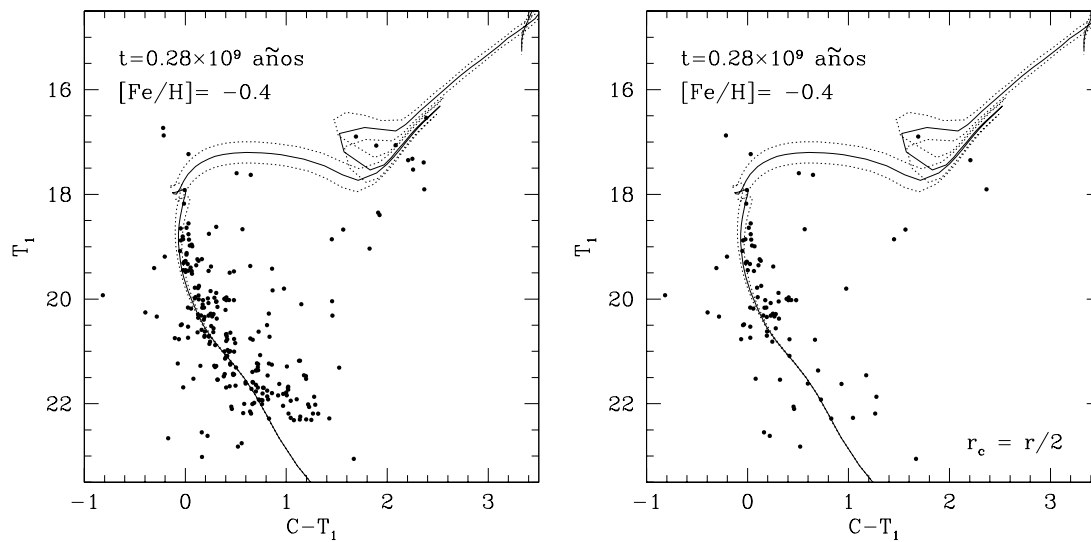 t=0.28×10⁹ años
[Fe/H]= −0.4
16
18
20
22
T₁
−1
0
1
2
3
C−T₁
t=0.28×10⁹ años
[Fe/H]= −0.4
16
18
20
22
T₁
r_c = r/2
−1
0
1
2
3
C−T₁